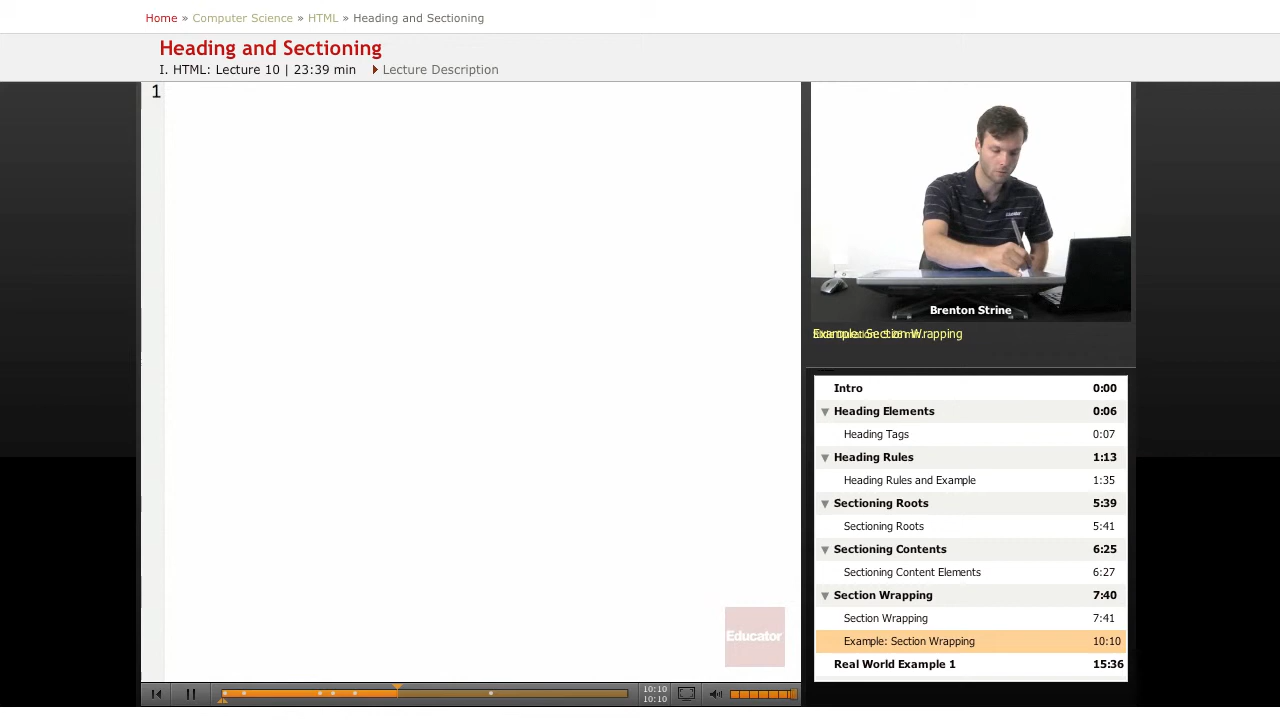 Home » Computer Science » HTML » Heading and Sectioning
Heading and Sectioning
I. HTML: Lecture 10 | 23:39 min Lecture Description
1
Brenton Strine
Example: Section Wrapping
Intro 0:00
Heading Elements 0:06
Heading Tags 0:07
Heading Rules 1:13
Heading Rules and Example 1:35
Sectioning Roots 5:39
Sectioning Roots 5:41
Sectioning Contents 6:25
Sectioning Content Elements 6:27
Section Wrapping 7:40
Section Wrapping 7:41
Example: Section Wrapping 10:10
Real World Example 1 15:36
Educator
10:10
10:10